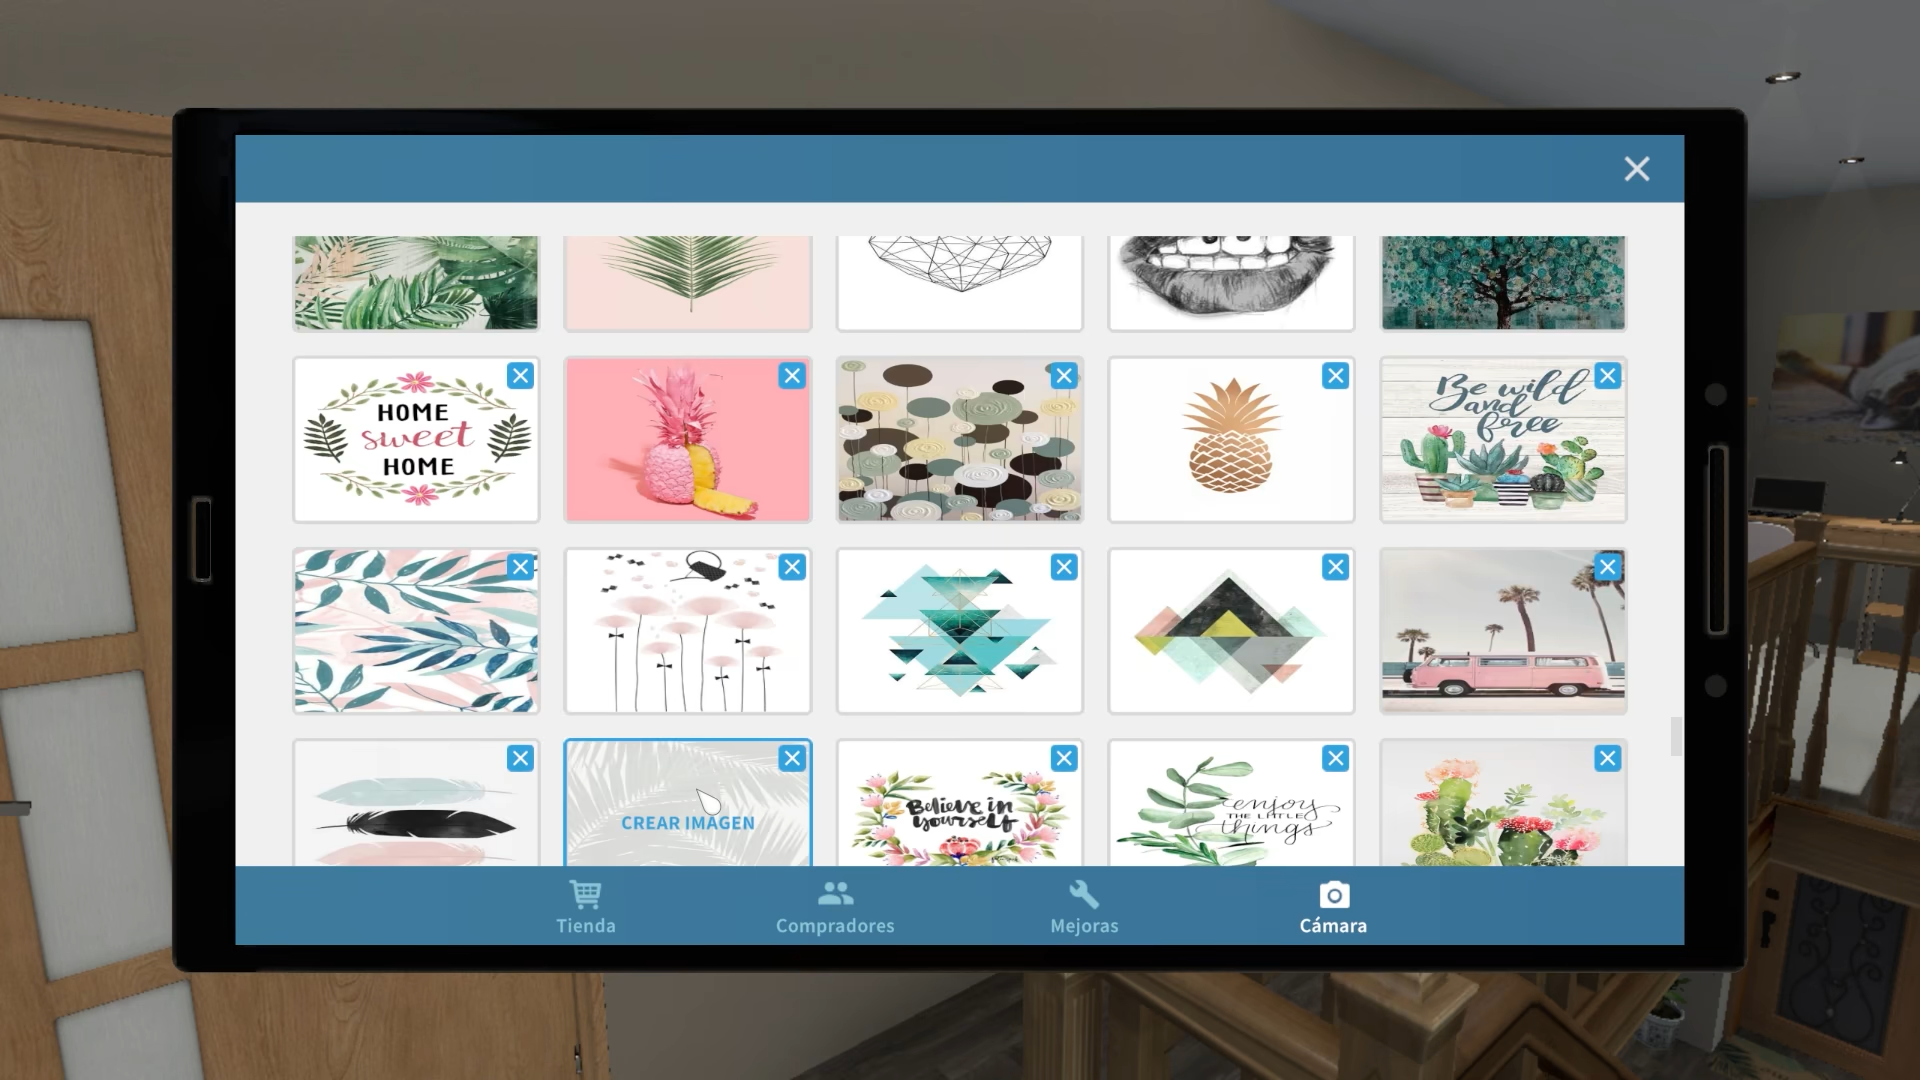 HOME
sweet
HOME
Be wild
and
free
CREAR IMAGEN
Believe in
yourself
enjoy
THE LITTLE
things
Tienda
Compradores
Mejoras
Cámara